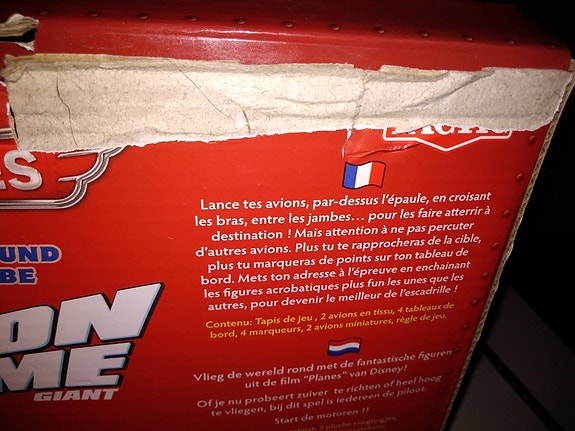 ES
OUND
BE
ON
ME
GIANT
Lance tes avions, par-dessus l'épaule, en croisant
les bras, entre les jambes... pour les faire atterrir à
destination ! Mais attention à ne pas percuter
d'autres avions. Plus tu te rapprocheras de la cible,
plus tu marqueras de points sur ton tableau de
bord. Mets ton adresse à l'épreuve en enchainant
les figures acrobatiques plus fun les unes que les
autres, pour devenir le meilleur de l'escadrille !
Contenu: Tapis de jeu , 2 avions en tissu, 4 tableaux de
bord, 4 marqueurs, 2 avions miniatures, règle de jeu.
Vlieg de wereld rond met de fantastische figuren
uit de film "Planes" van Disney!
Of je nu probeert zuiver te richten of heel hoog
te vliegen, bij dit spel is iedereen de piloot.
Start de motoren !!
2 pluche vliegtuigjes,